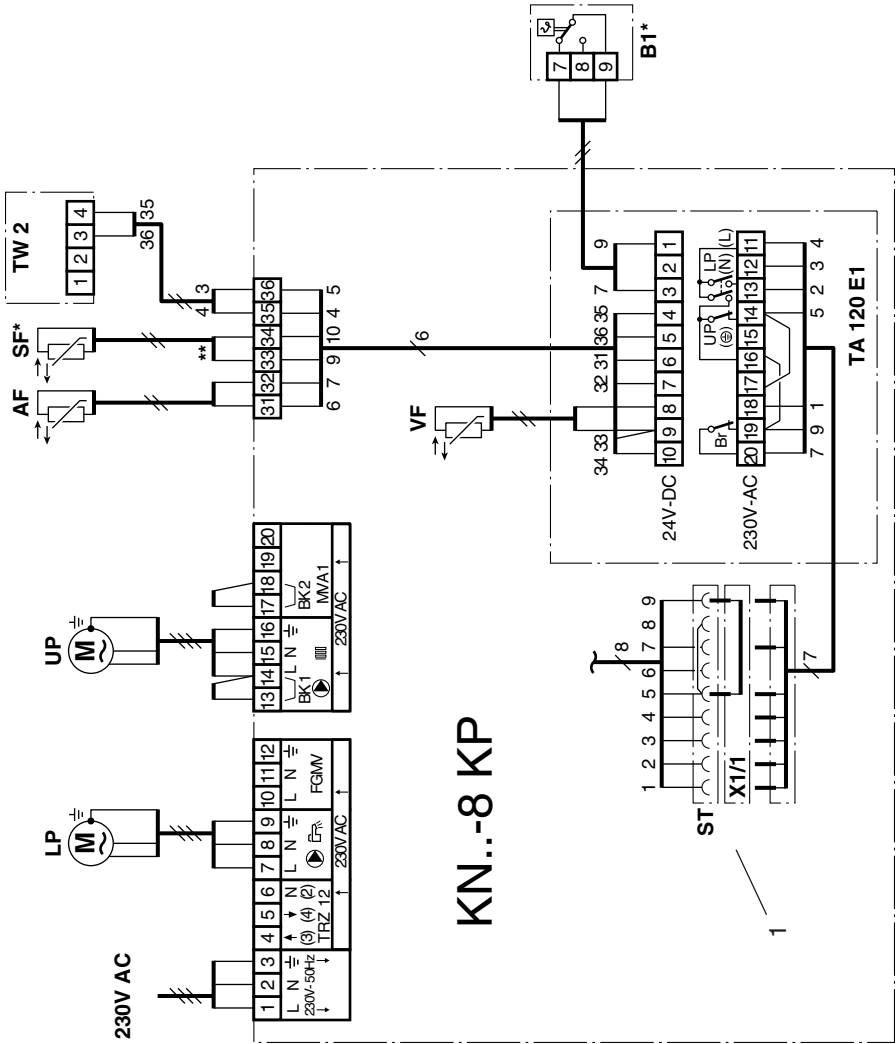 230V AC
LP
UP
AF
SF*
TW 2
1 2 3 4
36 35
**
4 3
1 2 3 4 5 6 7 8 9 10 11 12
L N
230V-50Hz
(3) (4) (2)
N
TRZ 12
L N
L N
FGMV
230V AC
13 14 15 16 17 18 19 20
BK1
L N
BK2
MVA1
230V AC
31 32 33 34 35 36
6 7 9 10 4 5
6
KN..-8 KP
VF
B1*
7 8 9
34 33 32 31 36 35 7 9
24V-DC
10 9 8 7 6 5 4 3 2 1
Br
UP
LP
(N) (L)
230V-AC
20 19 18 17 16 15 14 13 12 11
7 9 1 5 2 3 4
TA 120 E1
8
1 2 3 4 5 6 7 8 9
ST
X1/1
7
1